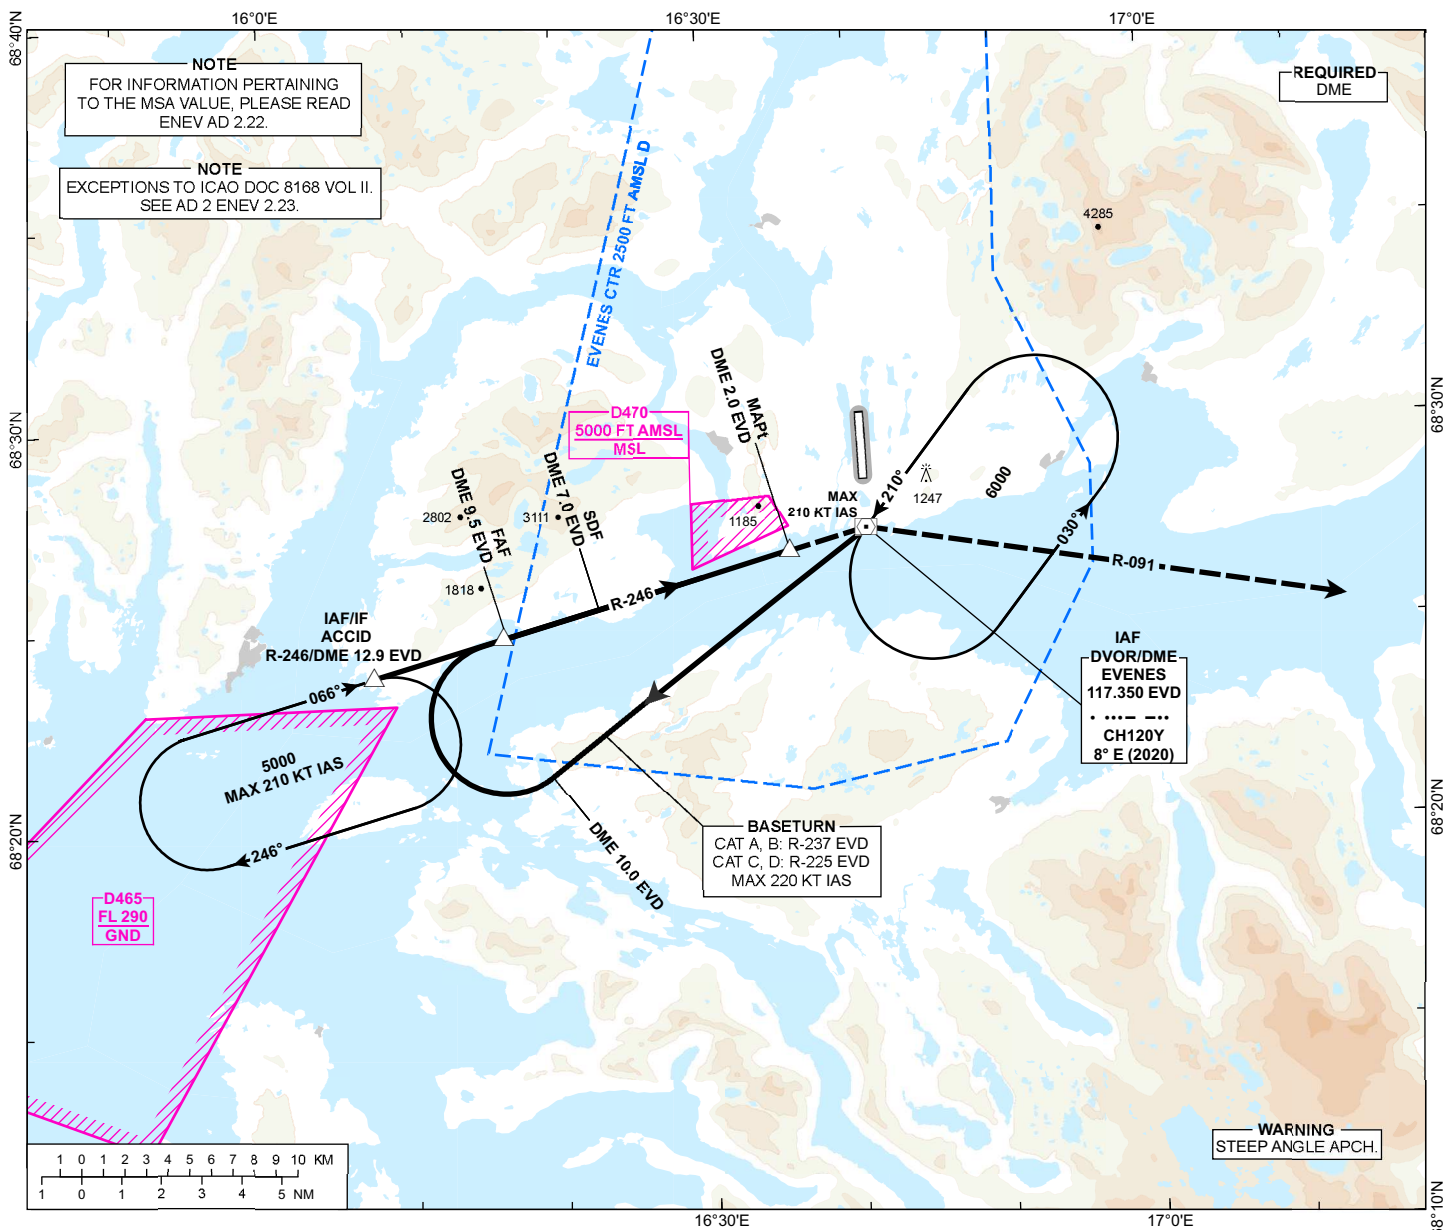 16°0'E
16°30'E
17°0'E
68°40'N
68°40'N
NOTE
FOR INFORMATION PERTAINING
TO THE MSA VALUE, PLEASE READ
ENEV AD 2.22.
REQUIRED
DME
NOTE
EXCEPTIONS TO ICAO DOC 8168 VOL II.
SEE AD 2 ENEV 2.23.
EVENES CTR 2500 FT AMSL D
4285
68°30'N
68°30'N
D470
5000 FT AMSL
MSL
MAPt
DME 2.0 EVD
SDF
DME 7.0 EVD
FAF
DME 9.5 EVD
2802
3111
1185
1818
MAX
210 KT IAS
210°
1247
6000
030°
R-091
R-246
IAF/IF
ACCID
R-246/DME 12.9 EVD
066°
5000
MAX 210 KT IAS
246°
IAF
DVOR/DME
EVENES
117.350 EVD
CH120Y
8° E (2020)
BASETURN
CAT A, B: R-237 EVD
CAT C, D: R-225 EVD
MAX 220 KT IAS
DME 10.0 EVD
68°20'N
68°20'N
D465
FL 290
GND
WARNING
STEEP ANGLE APCH.
1 0 1 2 3 4 5 6 7 8 9 10 KM
1 0 1 2 3 4 5 NM
16°30'E
17°0'E
68°10'N